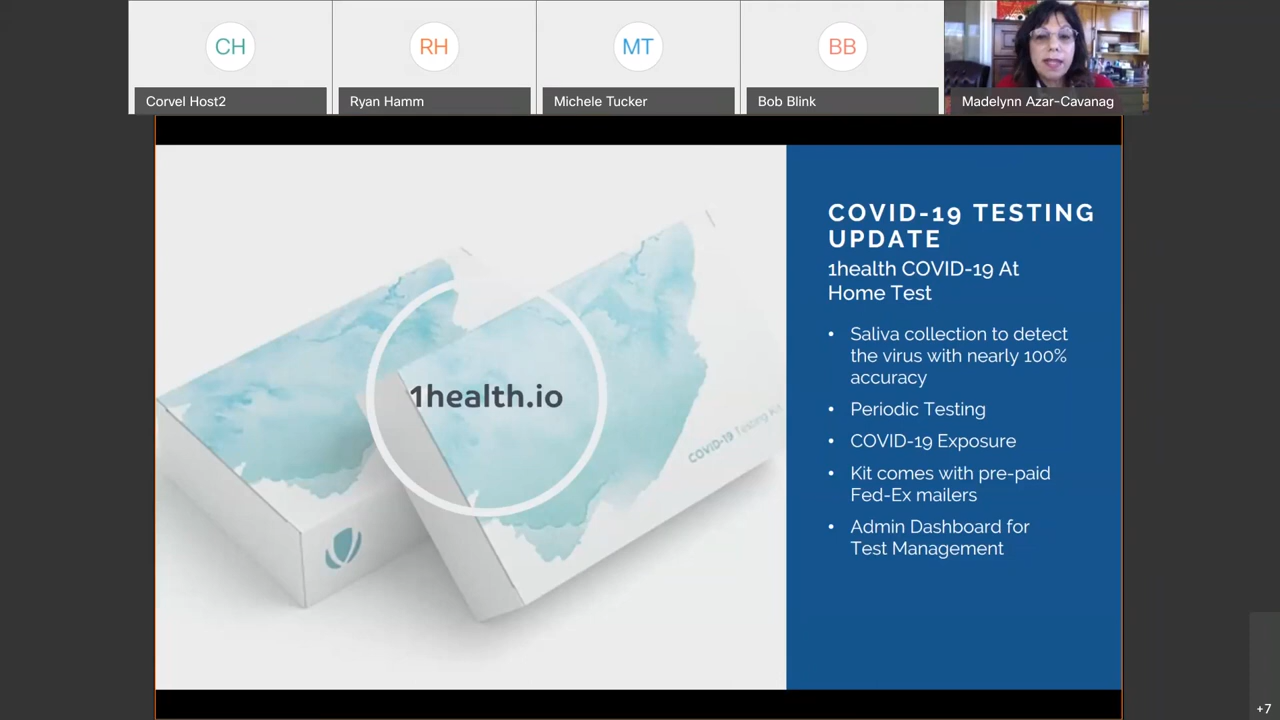 CH
RH
MT
BB
Corvel Host2
Ryan Hamm
Michele Tucker
Bob Blink
Madelynn Azar-Cavanag
1health.io
COVID-19 Testing Kit
COVID-19 TESTING
UPDATE
1health COVID-19 At
Home Test
• Saliva collection to detect
the virus with nearly 100%
accuracy
• Periodic Testing
• COVID-19 Exposure
• Kit comes with pre-paid
Fed-Ex mailers
• Admin Dashboard for
Test Management
+7